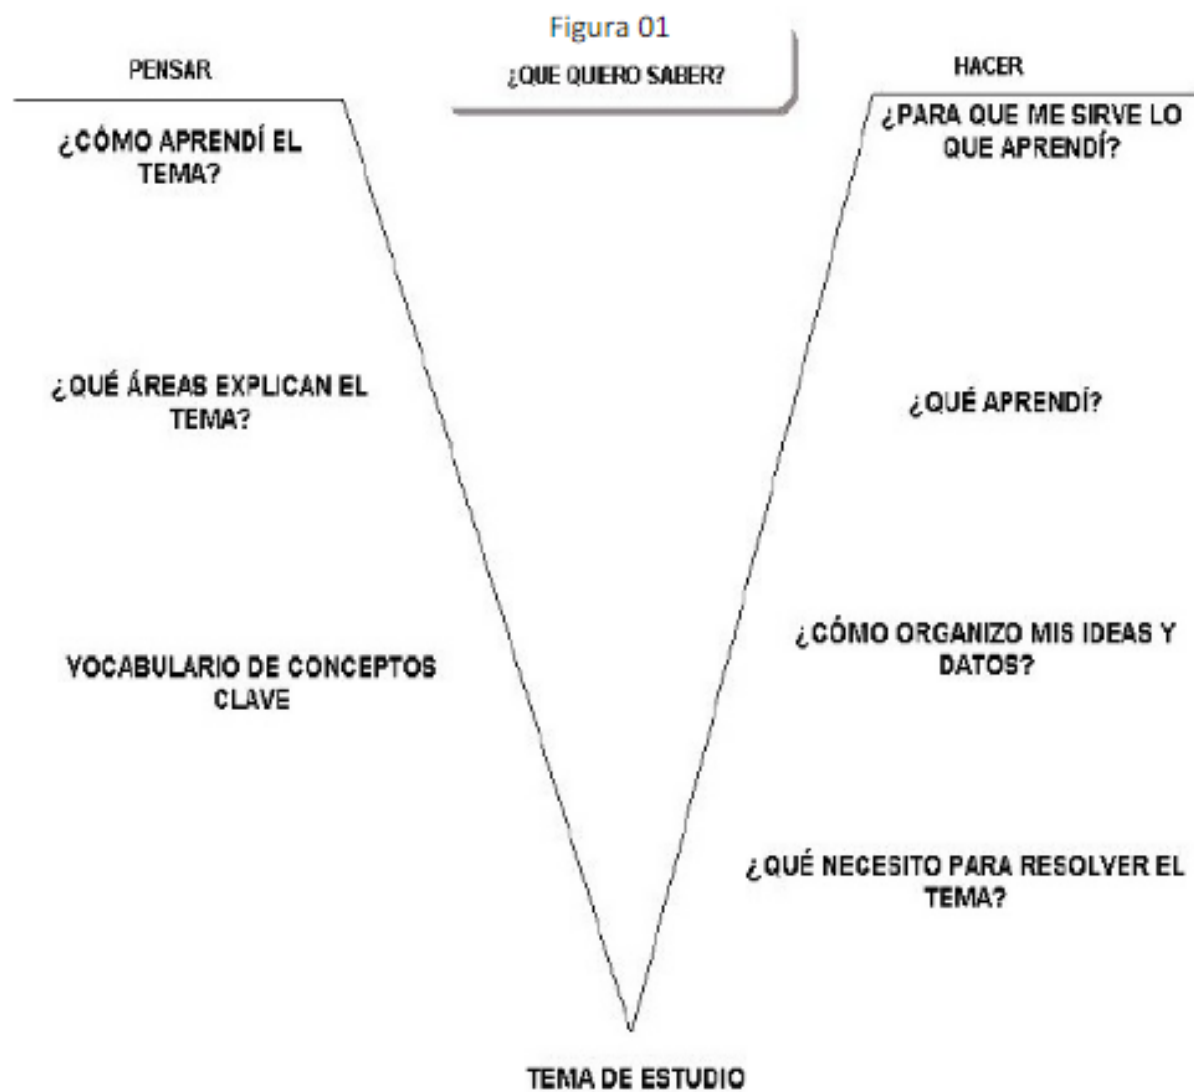 Figura 01
PENSAR
¿QUE QUIERO SABER?
HACER
¿CÓMO APRENDÍ EL
TEMA?
¿PARA QUE ME SIRVE LO
QUE APRENDÍ?
¿QUÉ ÁREAS EXPLICAN EL
TEMA?
¿QUÉ APRENDÍ?
VOCABULARIO DE CONCEPTOS
CLAVE
¿CÓMO ORGANIZO MIS IDEAS Y
DATOS?
¿QUÉ NECESITO PARA RESOLVER EL
TEMA?
TEMA DE ESTUDIO